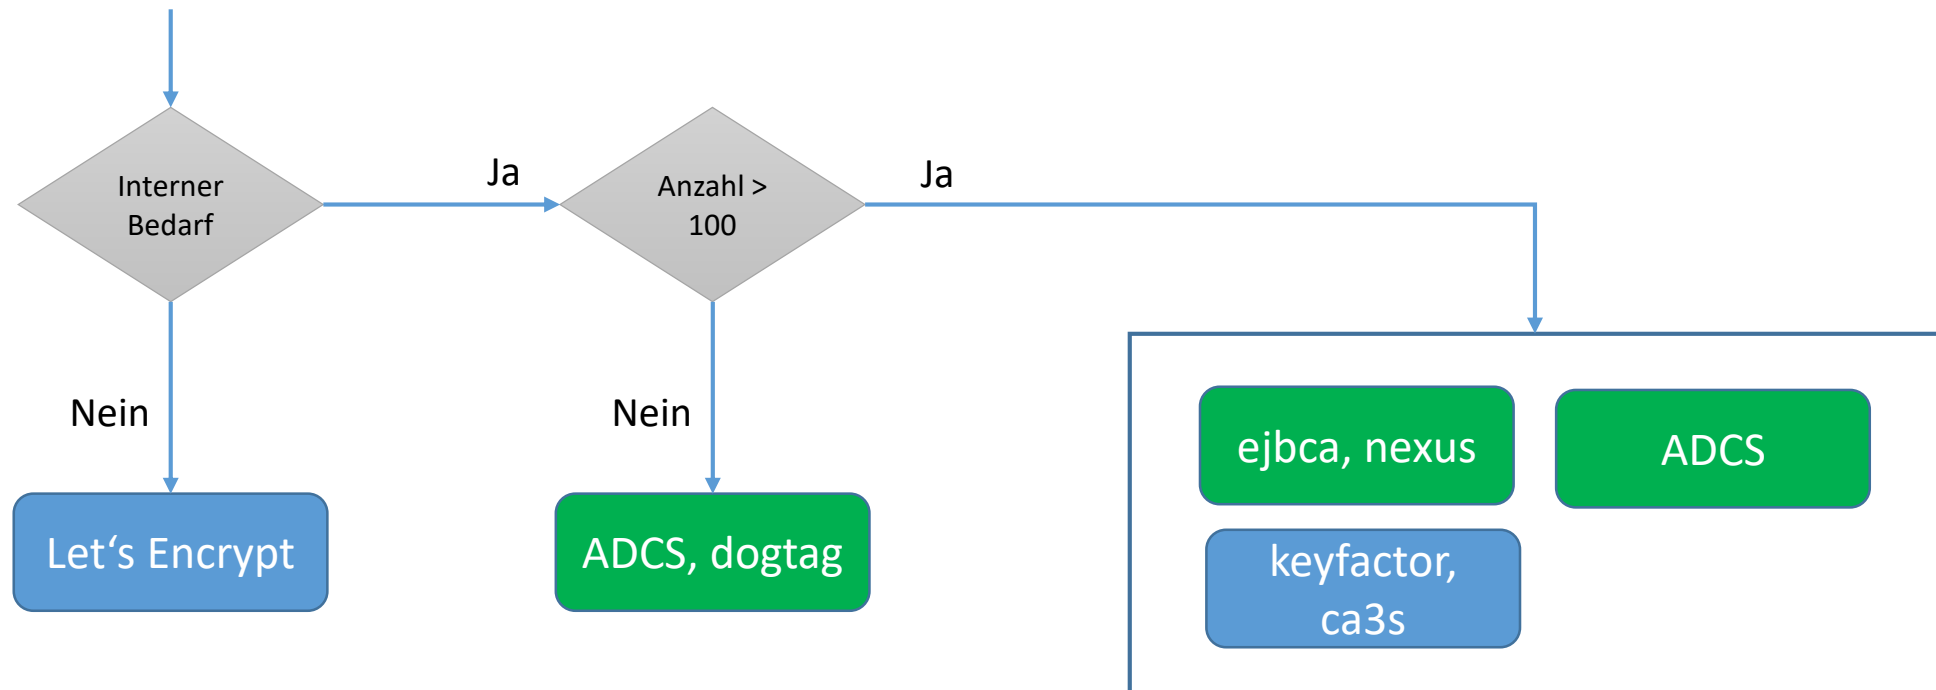 Interner
Bedarf
Ja
Anzahl >
100
Ja
Nein
Nein
Let‘s Encrypt
ADCS, dogtag
ejbca, nexus
ADCS
keyfactor,
ca3s